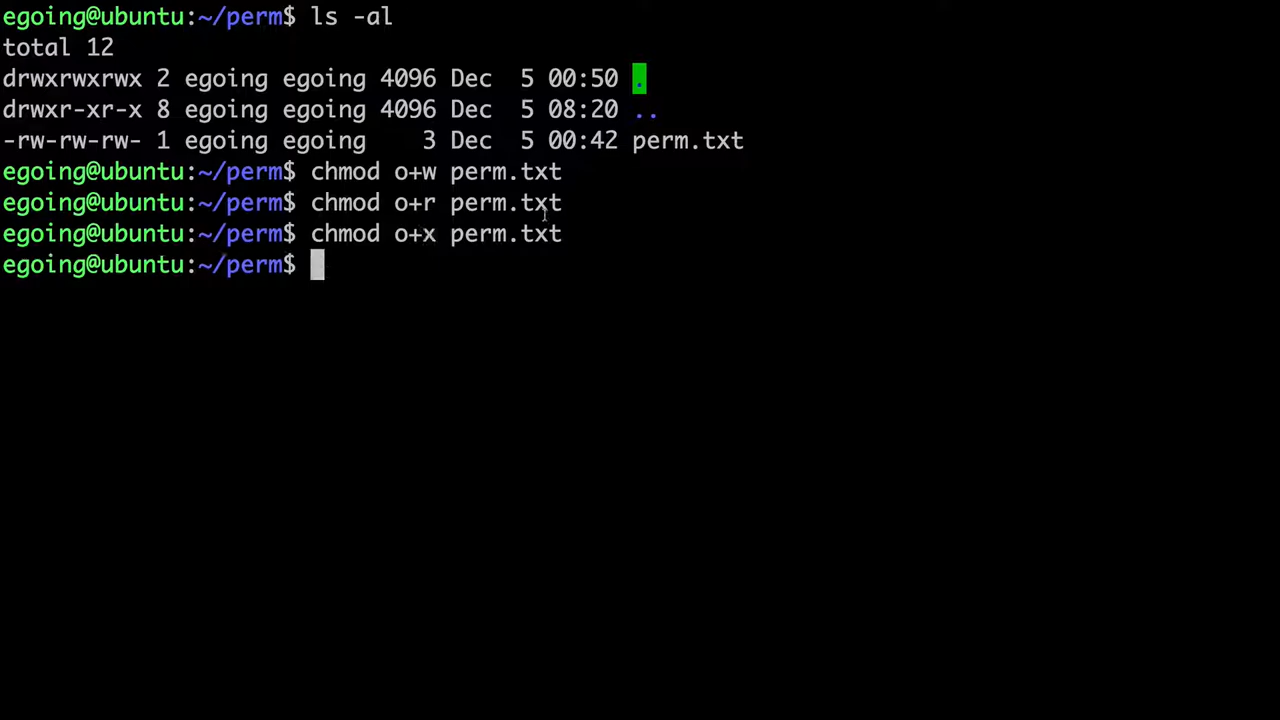 egoing@ubuntu:~/perm$ ls -al
total 12
drwxrwxrwx 2 egoing egoing 4096 Dec  5 00:50 .
drwxr-xr-x 8 egoing egoing 4096 Dec  5 08:20 ..
-rw-rw-rw- 1 egoing egoing    3 Dec  5 00:42 perm.txt
egoing@ubuntu:~/perm$ chmod o+w perm.txt
egoing@ubuntu:~/perm$ chmod o+r perm.txt
egoing@ubuntu:~/perm$ chmod o+x perm.txt
egoing@ubuntu:~/perm$